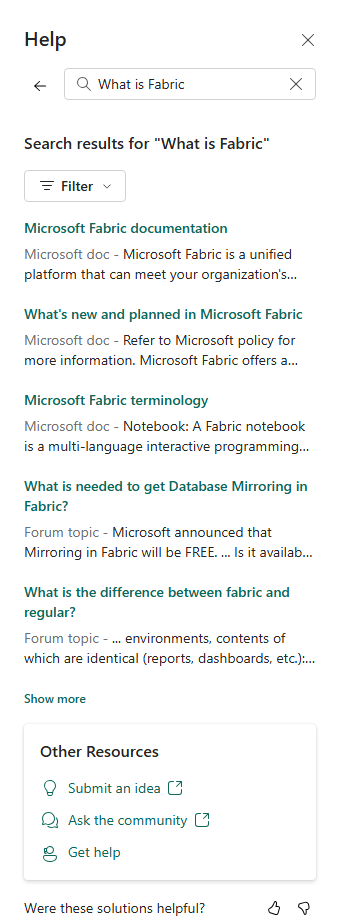 Help
What is Fabric
Search results for "What is Fabric"
Filter
Microsoft Fabric documentation
Microsoft doc - Microsoft Fabric is a unified
platform that can meet your organization's...
What's new and planned in Microsoft Fabric
Microsoft doc - Refer to Microsoft policy for
more information. Microsoft Fabric offers a...
Microsoft Fabric terminology
Microsoft doc - Notebook: A Fabric notebook
is a multi-language interactive programming...
What is needed to get Database Mirroring in
Fabric?
Forum topic - Microsoft announced that
Mirroring in Fabric will be FREE. ... Is it availab...
What is the difference between fabric and
regular?
Forum topic - ... environments, contents of
which are identical (reports, dashboards, etc.):...
Show more
Other Resources
Submit an idea
Ask the community
Get help
Were these solutions helpful?